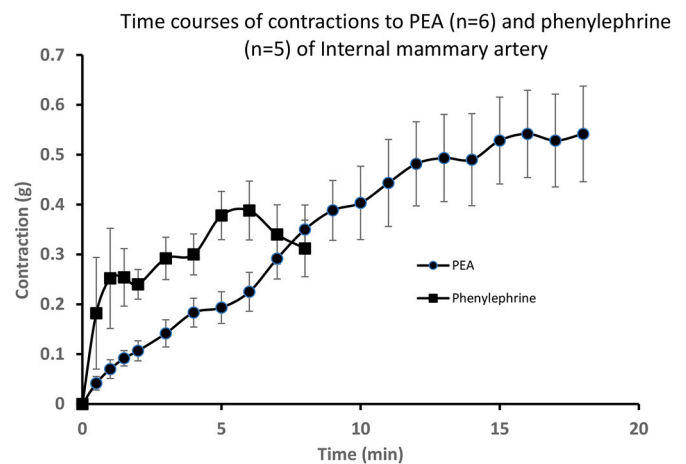 Time courses of contractions to PEA (n=6) and phenylephrine
(n=5) of Internal mammary artery
0.7
0.6
0.5
0.4
0.3
0.2
0.1
0
Contraction (g)
PEA
Phenylephrine
0 5 10 15 20
Time (min)